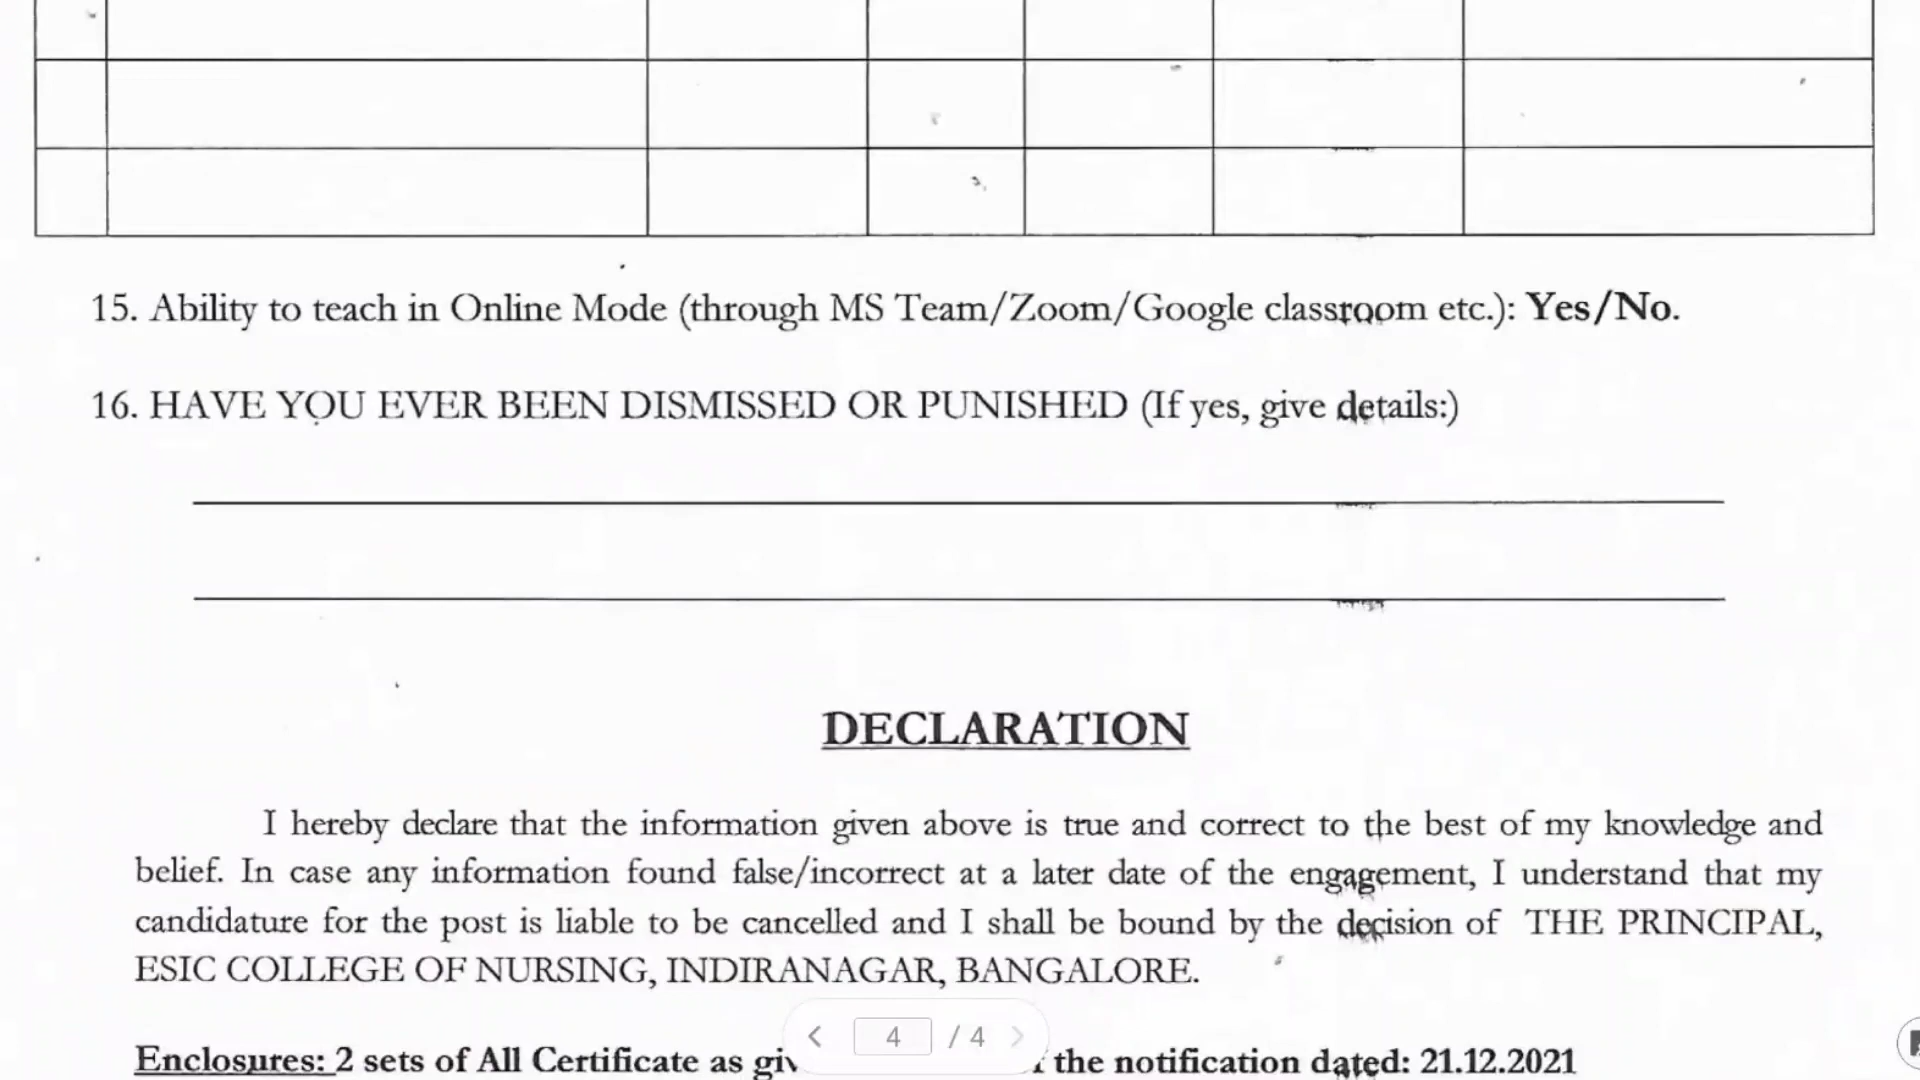 15. Ability to teach in Online Mode (through MS Team/Zoom/Google classroom etc.): Yes/No.
16. HAVE YOU EVER BEEN DISMISSED OR PUNISHED (If yes, give details:)
DECLARATION
I hereby declare that the information given above is true and correct to the best of my knowledge and
belief. In case any information found false/incorrect at a later date of the engagement, I understand that my
candidature for the post is liable to be cancelled and I shall be bound by the decision of THE PRINCIPAL,
ESIC COLLEGE OF NURSING, INDIRANAGAR, BANGALORE.
Enclosures: 2 sets of All Certificate as the notification dated: 21.12.2021
4 / 4